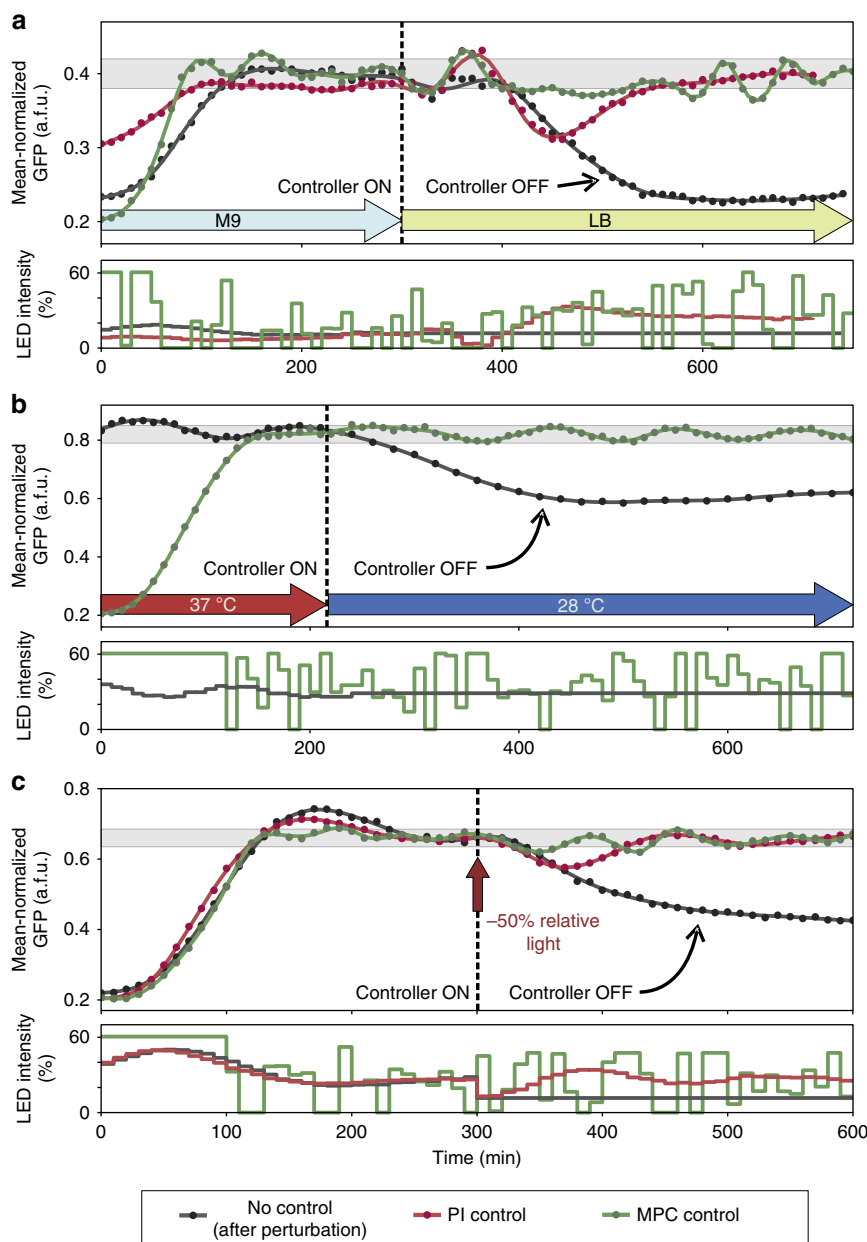 a
Mean-normalized
GFP (a.f.u.)
0.4
0.3
0.2
Controller ON
Controller OFF
M9
LB
LED intensity
(%)
60
0
0
200
400
600
b
Mean-normalized
GFP (a.f.u.)
0.8
0.6
0.4
0.2
Controller ON
Controller OFF
37 °C
28 °C
LED intensity
(%)
60
0
0
200
400
600
c
Mean-normalized
GFP (a.f.u.)
0.8
0.6
0.4
0.2
–50% relative
light
Controller ON
Controller OFF
LED intensity
(%)
60
0
0
100
200
300
400
500
600
Time (min)
No control
(after perturbation)
PI control
MPC control